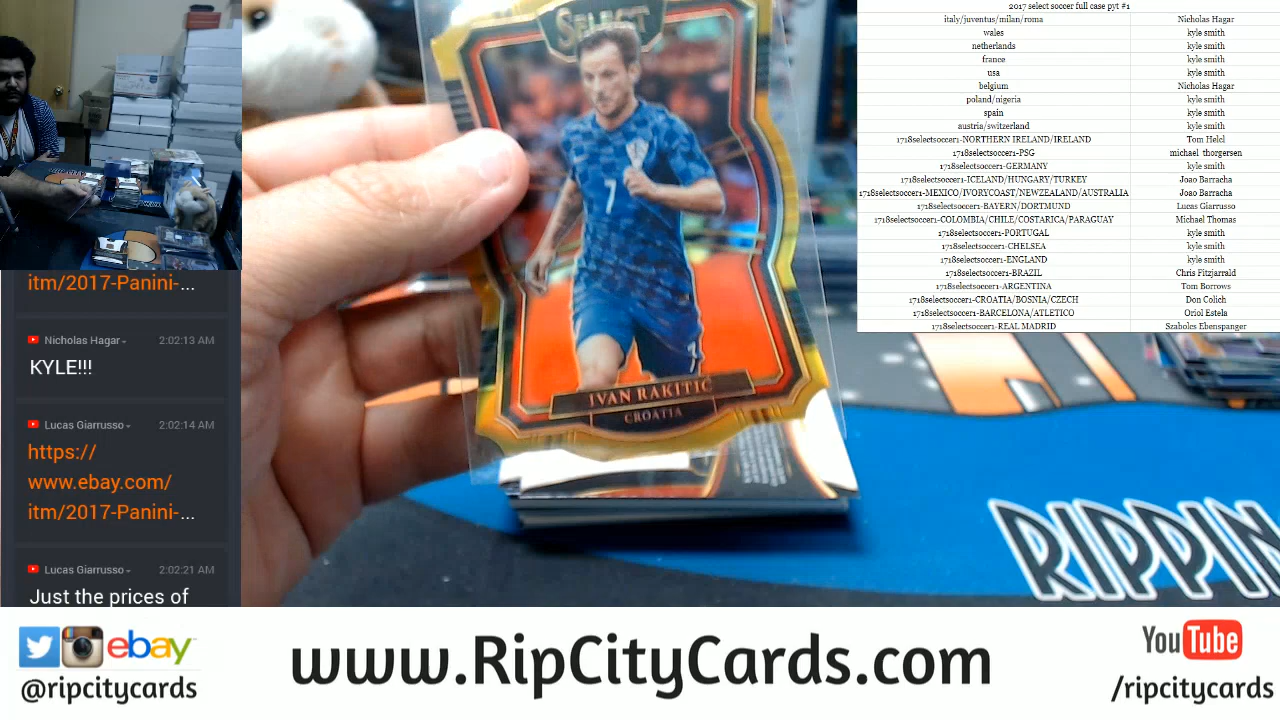 SELECT
7
7
IVAN RAKITIĆ
CROATIA
2017 select soccer full case pyt #1
italy/juventus/milan/roma Nicholas Hagar
wales kyle smith
netherlands kyle smith
france kyle smith
usa kyle smith
belgium Nicholas Hagar
poland/nigeria kyle smith
spain kyle smith
austria/switzerland kyle smith
1718selectsoccer1-NORTHERN IRELAND/IRELAND Tom Helcl
1718selectsoccer1-PSG michael thorgersen
1718selectsoccer1-GERMANY kyle smith
1718selectsoccer1-ICELAND/HUNGARY/TURKEY Joao Barracha
1718selectsoccer1-MEXICO/IVORYCOAST/NEWZEALAND/AUSTRALIA Joao Barracha
1718selectsoccer1-BAYERN/DORTMUND Lucas Giarrusso
1718selectsoccer1-COLOMBIA/CHILE/COSTARICA/PARAGUAY Michael Thomas
1718selectsoccer1-PORTUGAL kyle smith
1718selectsoccer1-CHELSEA kyle smith
1718selectsoccer1-ENGLAND kyle smith
1718selectsoccer1-BRAZIL Chris Fitzjarrald
1718selectsoccer1-ARGENTINA Tom Borrows
1718selectsoccer1-CROATIA/BOSNIA/CZECH Don Colich
1718selectsoccer1-BARCELONA/ATLETICO Oriol Estela
1718selectsoccer1-REAL MADRID Szabolcs Ebenspanger
itm/2017-Panini-...
Nicholas Hagar 2:02:13 AM
KYLE!!!
Lucas Giarrusso 2:02:14 AM
https://
www.ebay.com/
itm/2017-Panini-...
Lucas Giarrusso 2:02:21 AM
Just the prices of
RIPPIN
ebay
@ripcitycards
www.RipCityCards.com
YouTube
/ripcitycards